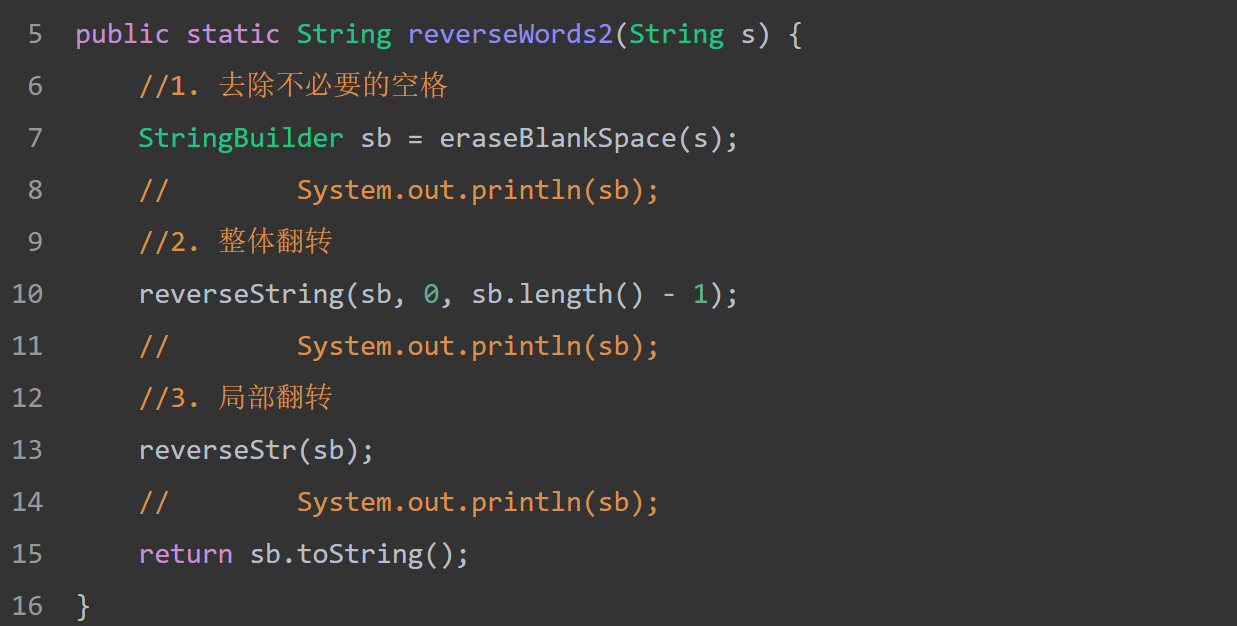 5 public static String reverseWords2(String s) {
6 //1. 去除不必要的空格
7 StringBuilder sb = eraseBlankSpace(s);
8 // System.out.println(sb);
9 //2. 整体翻转
10 reverseString(sb, 0, sb.length() - 1);
11 // System.out.println(sb);
12 //3. 局部翻转
13 reverseStr(sb);
14 // System.out.println(sb);
15 return sb.toString();
16 }